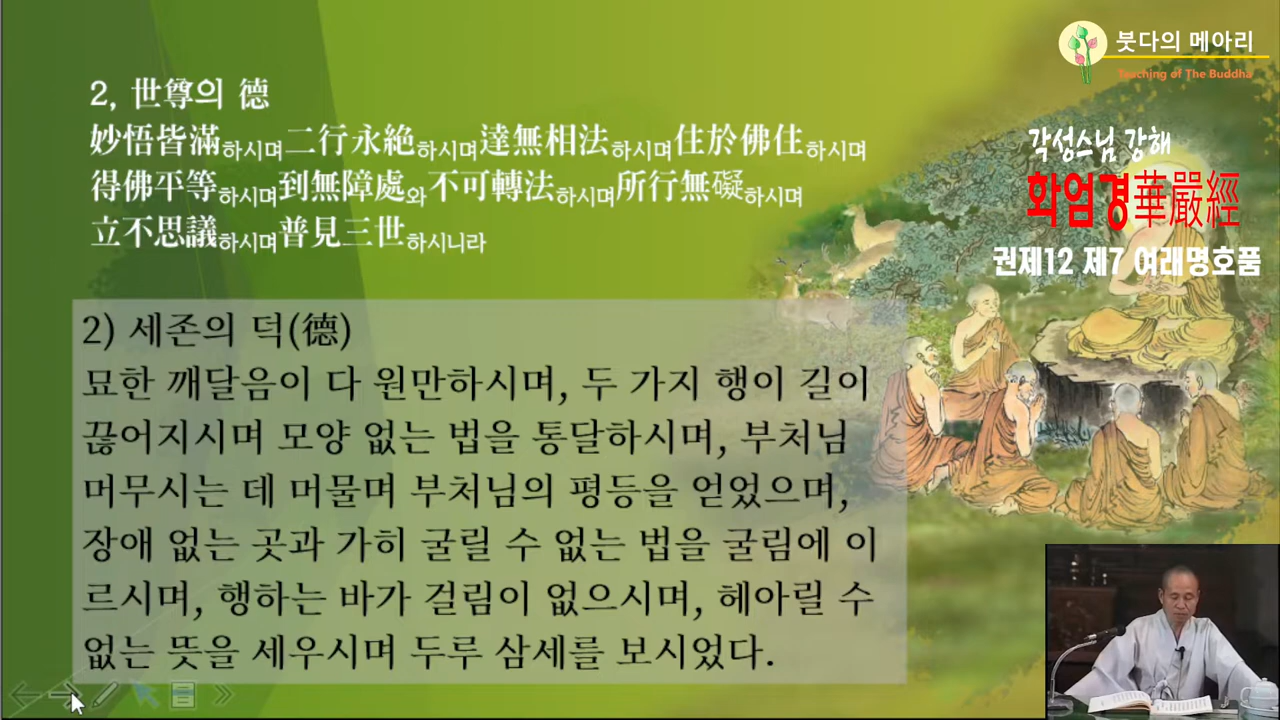 2, 世尊의 德
妙悟皆滿하시며二行永絶하시며達無相法하시며住於佛住하시며
得佛平等하시며到無障處와不可轉法하시며所行無礙하시며
立不思議하시며普見三世하시니라
2) 세존의 덕(德)
묘한 깨달음이 다 원만하시며, 두 가지 행이 길이
끊어지시며 모양 없는 법을 통달하시며, 부처님
머무시는 데 머물며 부처님의 평등을 얻었으며,
장애 없는 곳과 가히 굴릴 수 없는 법을 굴림에 이
르시며, 행하는 바가 걸림이 없으시며, 헤아릴 수
없는 뜻을 세우시며 두루 삼세를 보시었다.
붓다의 메아리
Teaching of The Buddha
각성스님 강해
화엄경華嚴經
권제12 제7 여래명호품